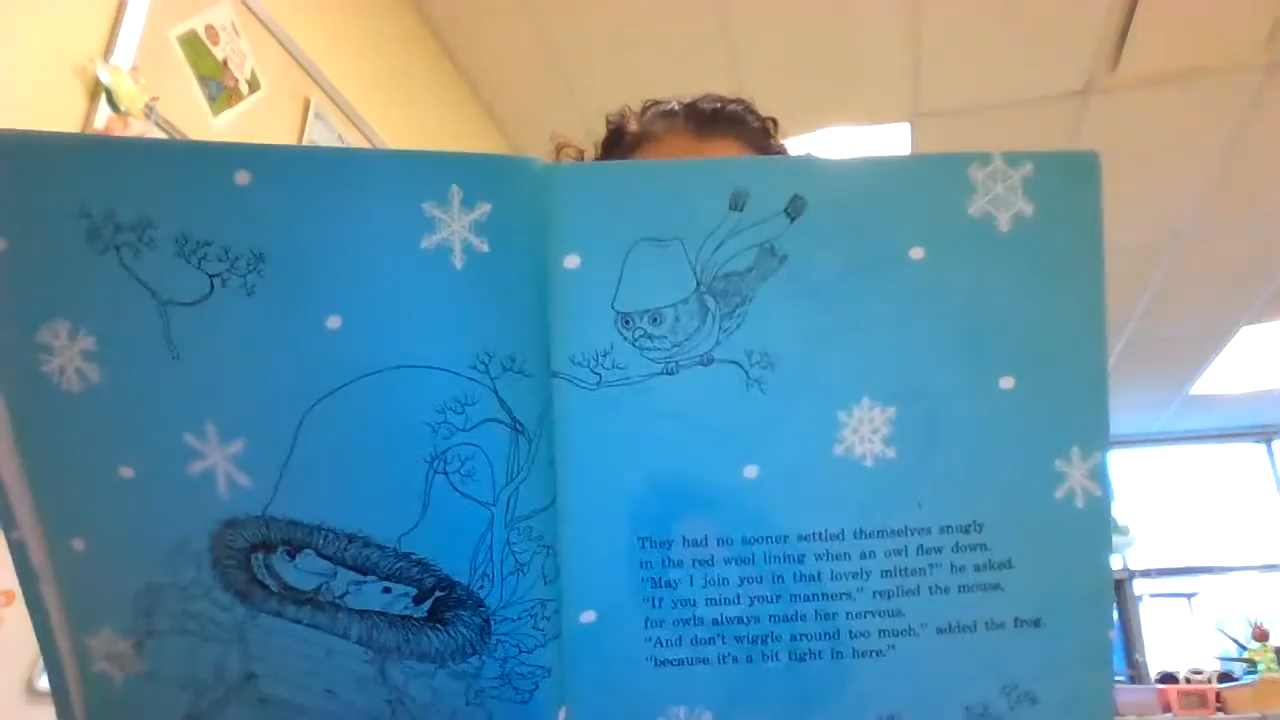 They had no sooner settled themselves snugly
in the red wool lining when an owl flew down.
"May I join you in that lovely mitten?" he asked.
"If you mind your manners," replied the mouse,
for owls always made her nervous.
"And don't wiggle around too much," added the frog,
"because it's a bit tight in here."